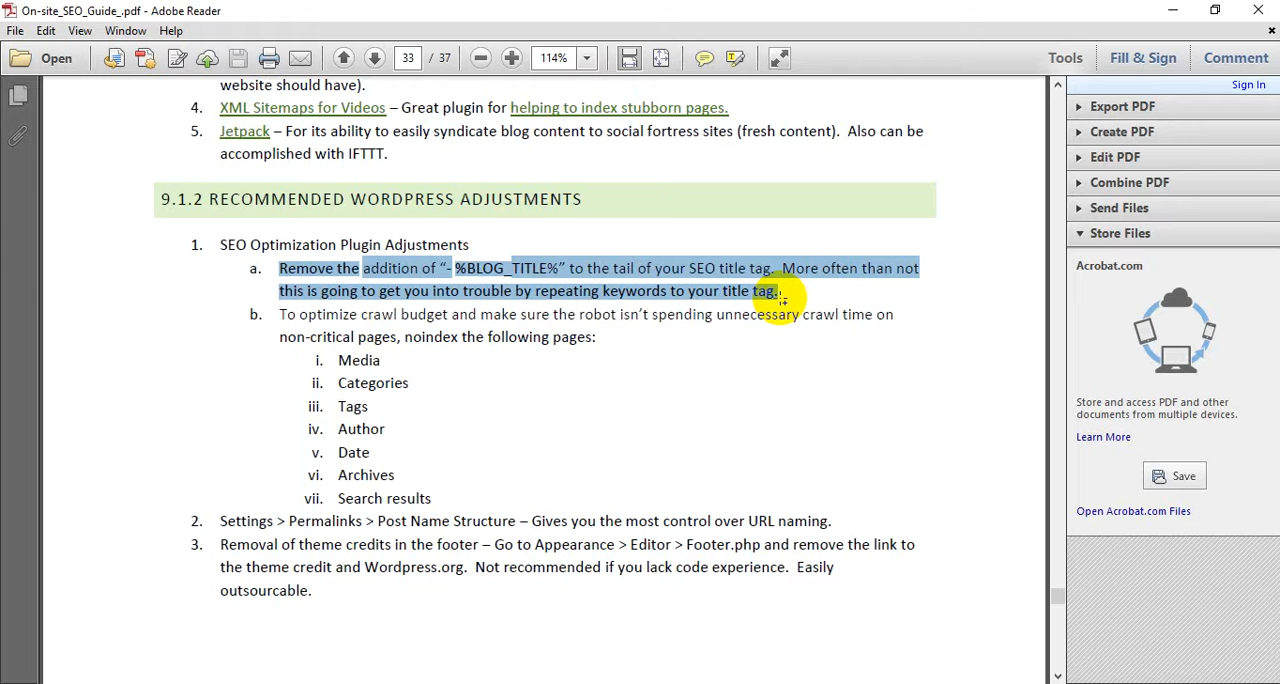 On-site_SEO_Guide_.pdf - Adobe Reader
File Edit View Window Help
Open 33 / 37 114% Tools Fill & Sign Comment
Sign In
website should have).
4. XML Sitemaps for Videos – Great plugin for helping to index stubborn pages.
5. Jetpack – For its ability to easily syndicate blog content to social fortress sites (fresh content). Also can be
accomplished with IFTTT.
9.1.2 RECOMMENDED WORDPRESS ADJUSTMENTS
1. SEO Optimization Plugin Adjustments
a. Remove the addition of “- %BLOG_TITLE%” to the tail of your SEO title tag. More often than not
this is going to get you into trouble by repeating keywords to your title tag.
b. To optimize crawl budget and make sure the robot isn’t spending unnecessary crawl time on
non-critical pages, noindex the following pages:
i. Media
ii. Categories
iii. Tags
iv. Author
v. Date
vi. Archives
vii. Search results
2. Settings > Permalinks > Post Name Structure – Gives you the most control over URL naming.
3. Removal of theme credits in the footer – Go to Appearance > Editor > Footer.php and remove the link to
the theme credit and Wordpress.org. Not recommended if you lack code experience. Easily
outsourcable.
Export PDF
Create PDF
Edit PDF
Combine PDF
Send Files
Store Files
Acrobat.com
Store and access PDF and other
documents from multiple devices.
Learn More
Save
Open Acrobat.com Files